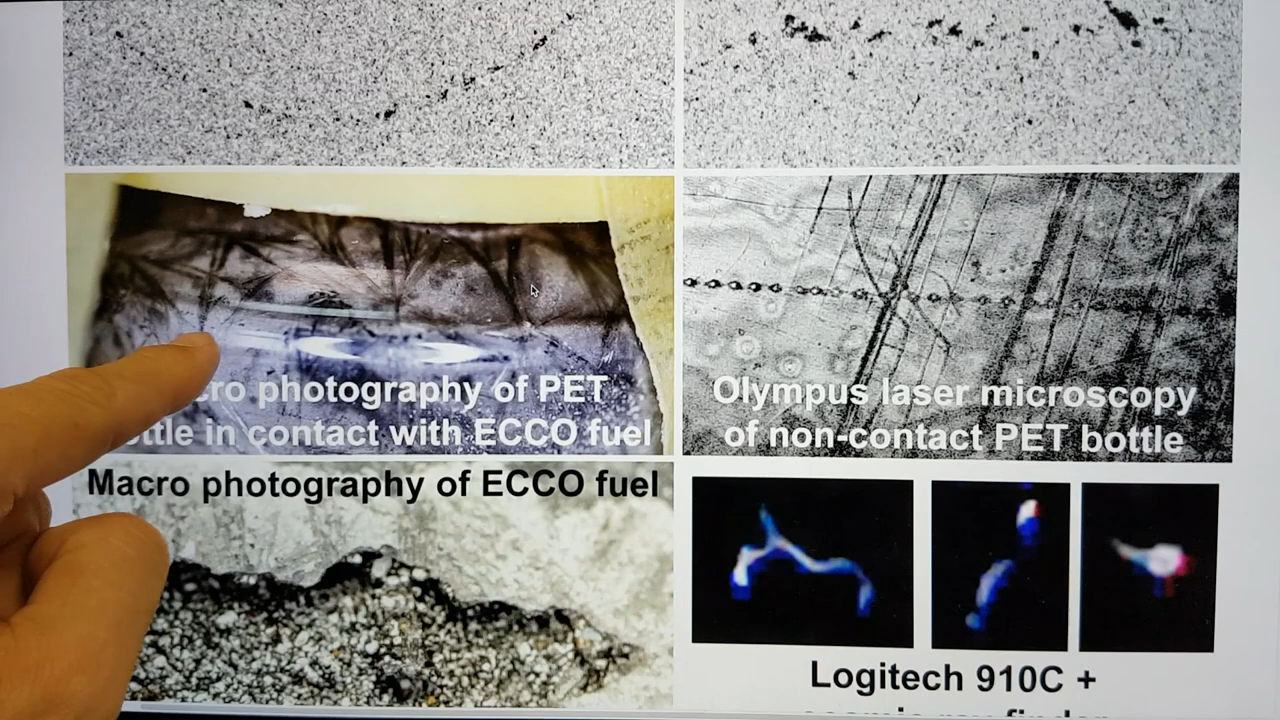 photography of PET
in contact with ECCO fuel
Olympus laser microscopy
of non-contact PET bottle
Macro photography of ECCO fuel
Logitech 910C +